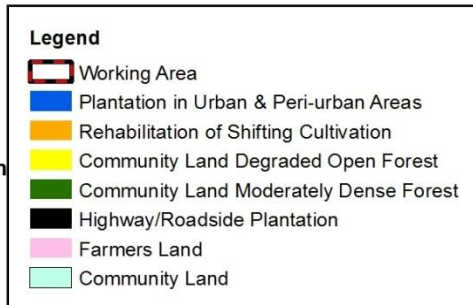 Legend
Working Area
Plantation in Urban & Peri-urban Areas
Rehabilitation of Shifting Cultivation
Community Land Degraded Open Forest
Community Land Moderately Dense Forest
Highway/Roadside Plantation
Farmers Land
Community Land